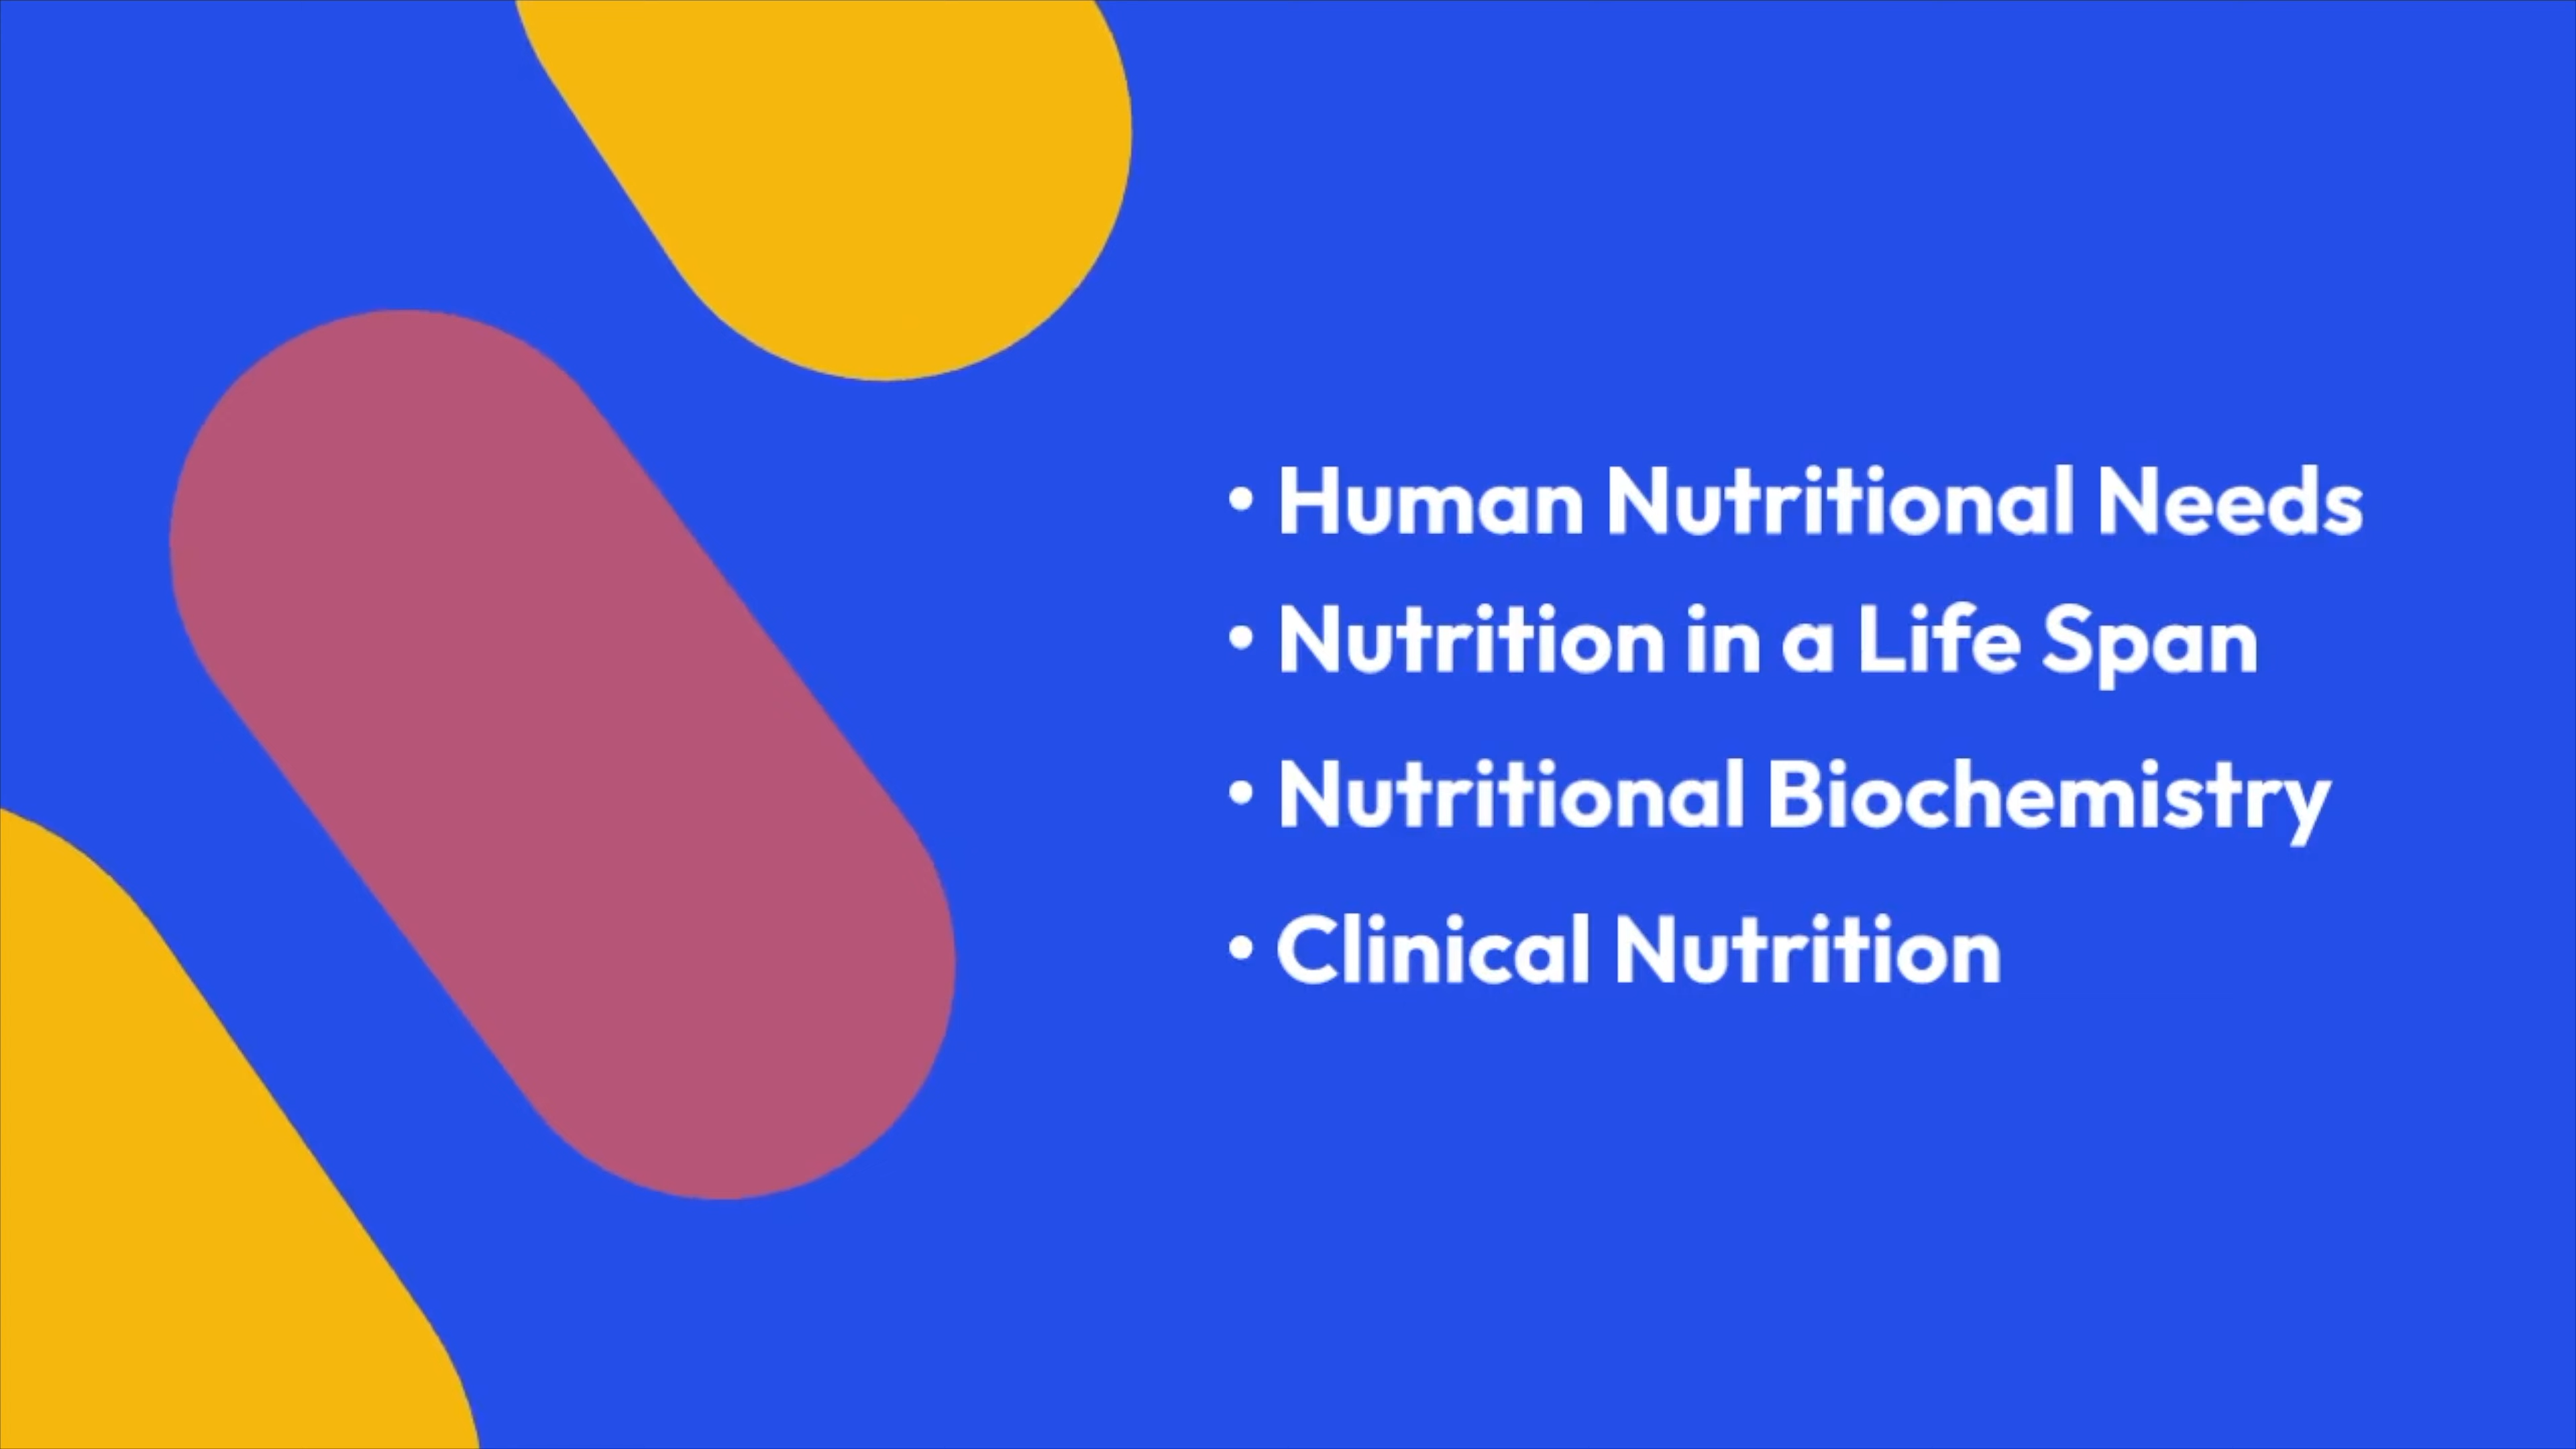 • Human Nutritional Needs
• Nutrition in a Life Span
• Nutritional Biochemistry
• Clinical Nutrition